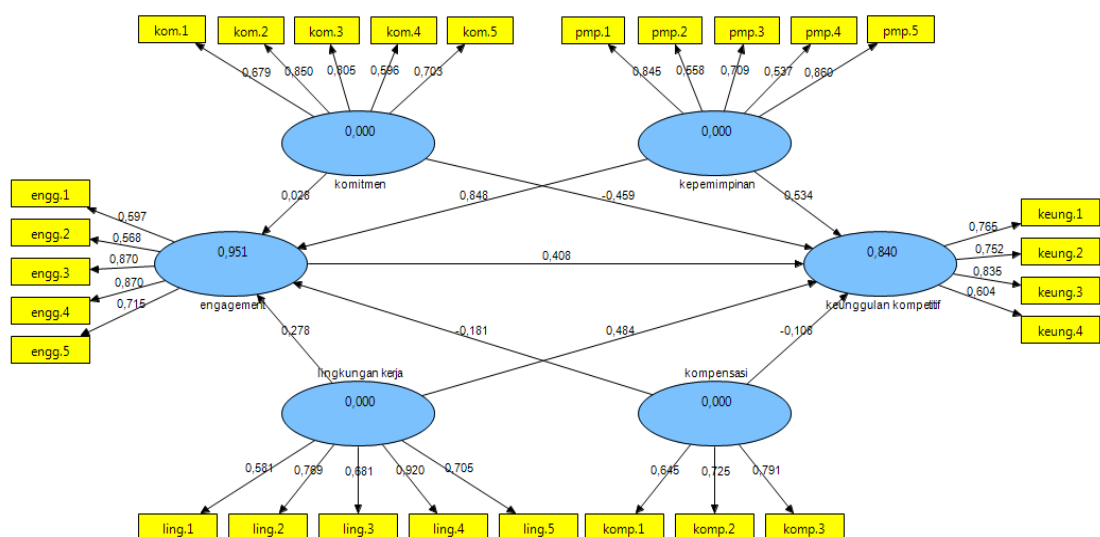 kom.1
kom.2
kom.3
kom.4
kom.5
pmp.1
pmp.2
pmp.3
pmp.4
pmp.5
0,679
0,850
0,805
0,596
0,703
0,845
0,558
0,709
0,537
0,860
0,000
komitmen
0,000
kepemimpinan
0,028
0,848
-0,459
0,534
engg.1
engg.2
engg.3
engg.4
engg.5
0,597
0,568
0,870
0,870
0,715
0,951
engagement
0,408
0,840
keunggulan kompetitif
0,765
0,752
0,835
0,604
keung.1
keung.2
keung.3
keung.4
0,278
-0,181
0,484
-0,106
lingkungan kerja
0,000
kompensasi
0,000
0,581
0,769
0,681
0,920
0,705
0,645
0,725
0,791
ling.1
ling.2
ling.3
ling.4
ling.5
komp.1
komp.2
komp.3